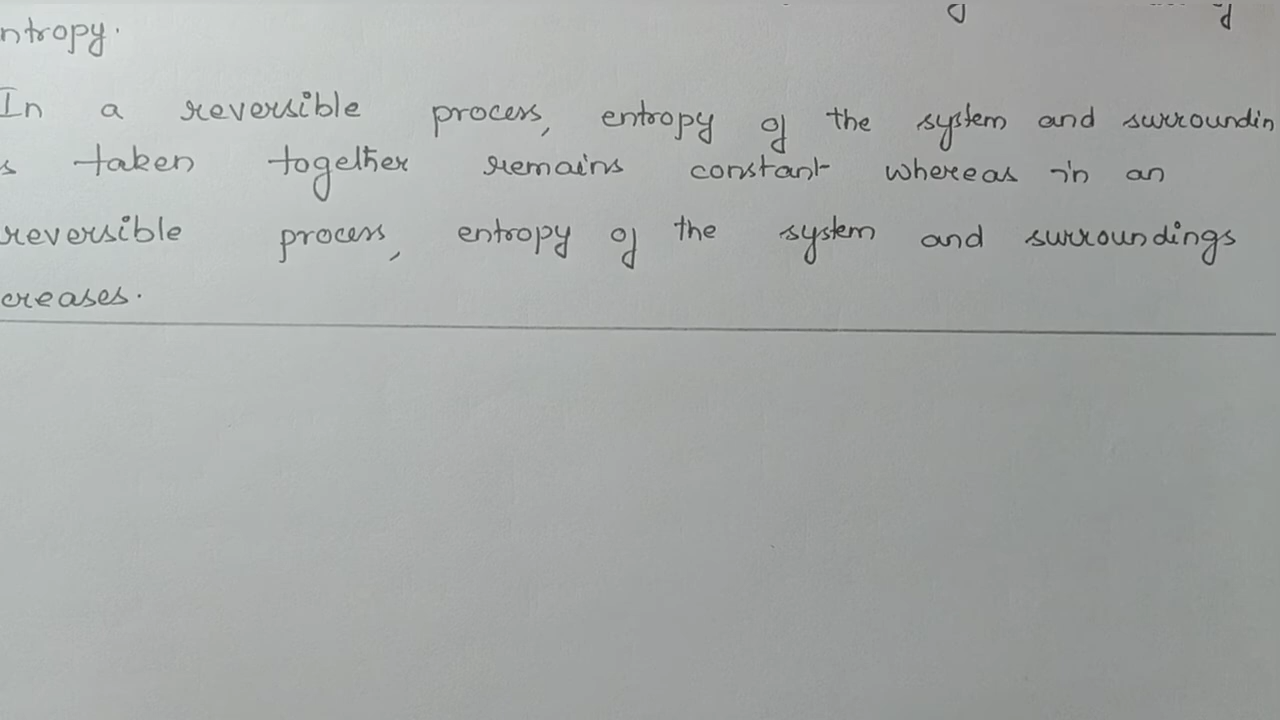 ntropy.
In a reversible process, entropy of the system and surroundin
s taken together remains constant whereas in an
reversible process, entropy of the system and surroundings
creases.